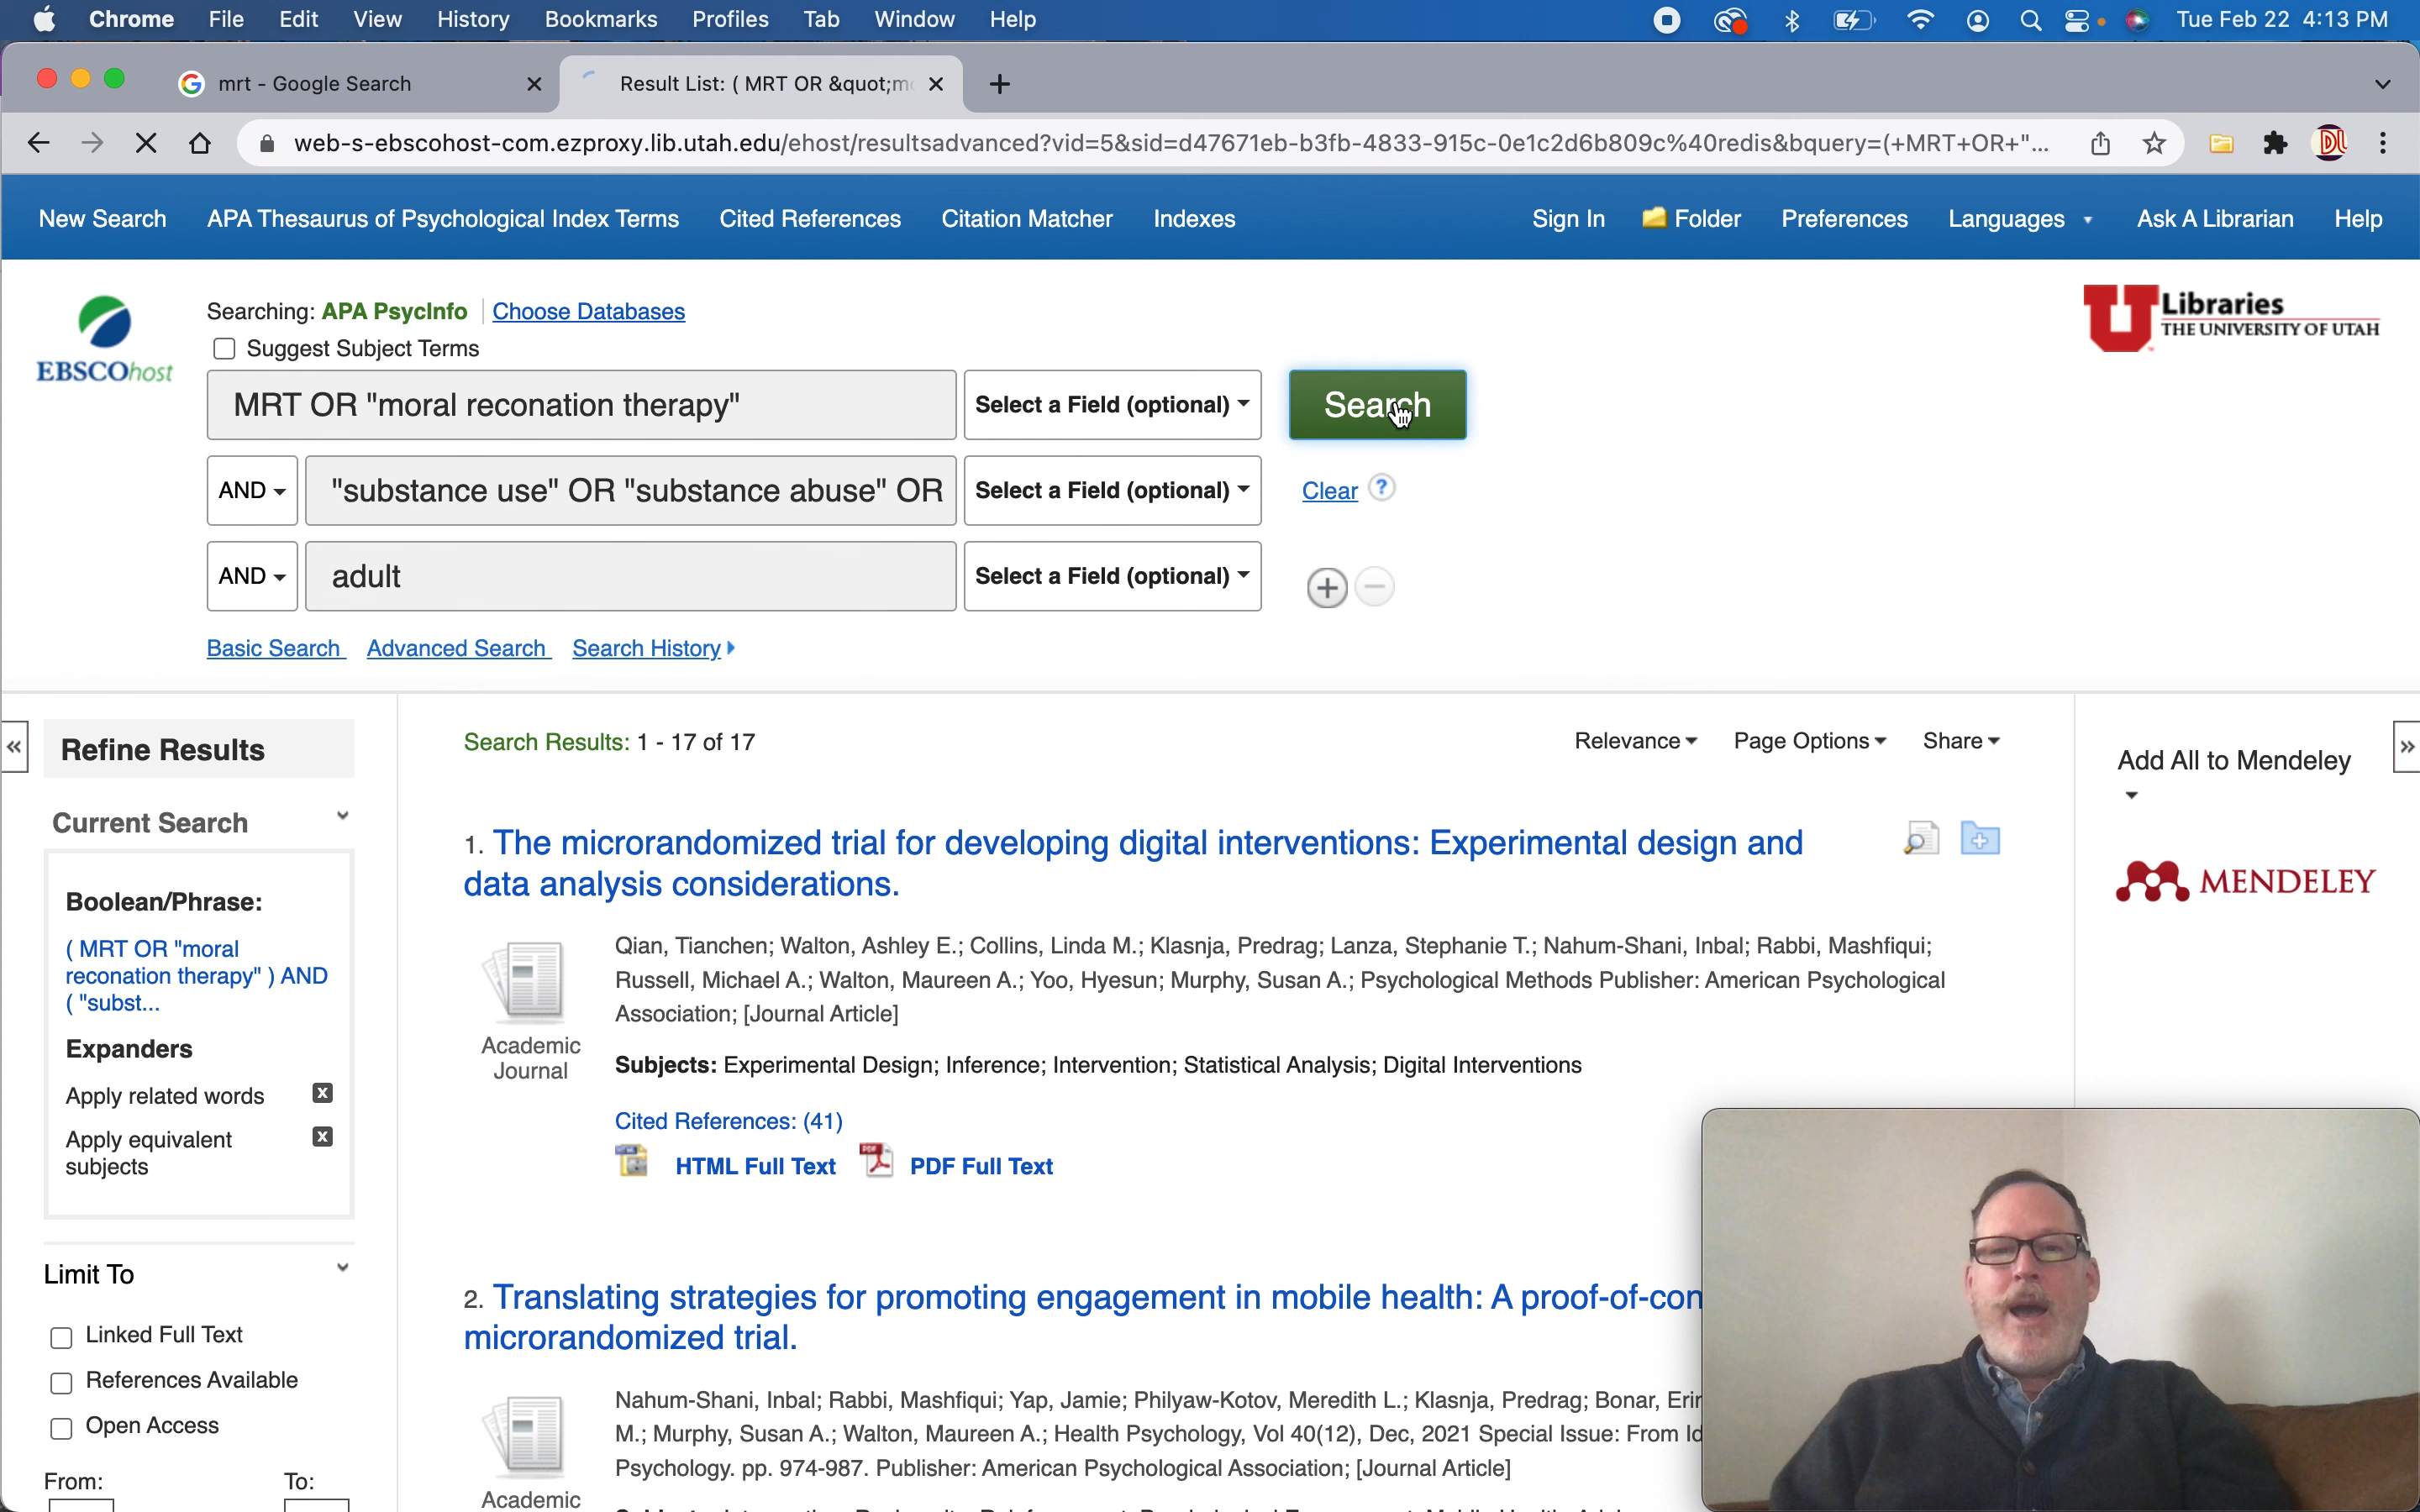 Chrome File Edit View History Bookmarks Profiles Tab Window Help Tue Feb 22 4:13 PM
mrt - Google Search
Result List: ( MRT OR &quot;m
web-s-ebscohost-com.ezproxy.lib.utah.edu/ehost/resultsadvanced?vid=5&sid=d47671eb-b3fb-4833-915c-0e1c2d6b809c%40redis&bquery=(+MRT+OR+"...
New Search APA Thesaurus of Psychological Index Terms Cited References Citation Matcher Indexes Sign In Folder Preferences Languages Ask A Librarian Help
EBSCOhost
Searching: APA PsycInfo Choose Databases
Suggest Subject Terms
U Libraries
THE UNIVERSITY OF UTAH
MRT OR "moral reconation therapy" Select a Field (optional) Search
AND "substance use" OR "substance abuse" OR Select a Field (optional) Clear ?
AND adult Select a Field (optional)
Basic Search Advanced Search Search History
Refine Results
Current Search
Boolean/Phrase:
( MRT OR "moral
reconation therapy" ) AND
( "subst...
Expanders
Apply related words
Apply equivalent
subjects
Limit To
Linked Full Text
References Available
Open Access
From: To:
Search Results: 1 - 17 of 17 Relevance Page Options Share
1. The microrandomized trial for developing digital interventions: Experimental design and
data analysis considerations.
Academic
Journal
Qian, Tianchen; Walton, Ashley E.; Collins, Linda M.; Klasnja, Predrag; Lanza, Stephanie T.; Nahum-Shani, Inbal; Rabbi, Mashfiqui;
Russell, Michael A.; Walton, Maureen A.; Yoo, Hyesun; Murphy, Susan A.; Psychological Methods Publisher: American Psychological
Association; [Journal Article]
Subjects: Experimental Design; Inference; Intervention; Statistical Analysis; Digital Interventions
Cited References: (41)
HTML Full Text PDF Full Text
2. Translating strategies for promoting engagement in mobile health: A proof-of-con
microrandomized trial.
Academic
Nahum-Shani, Inbal; Rabbi, Mashfiqui; Yap, Jamie; Philyaw-Kotov, Meredith L.; Klasnja, Predrag; Bonar, Erin
M.; Murphy, Susan A.; Walton, Maureen A.; Health Psychology, Vol 40(12), Dec, 2021 Special Issue: From Id
Psychology. pp. 974-987. Publisher: American Psychological Association; [Journal Article]
Add All to Mendeley
MENDELEY